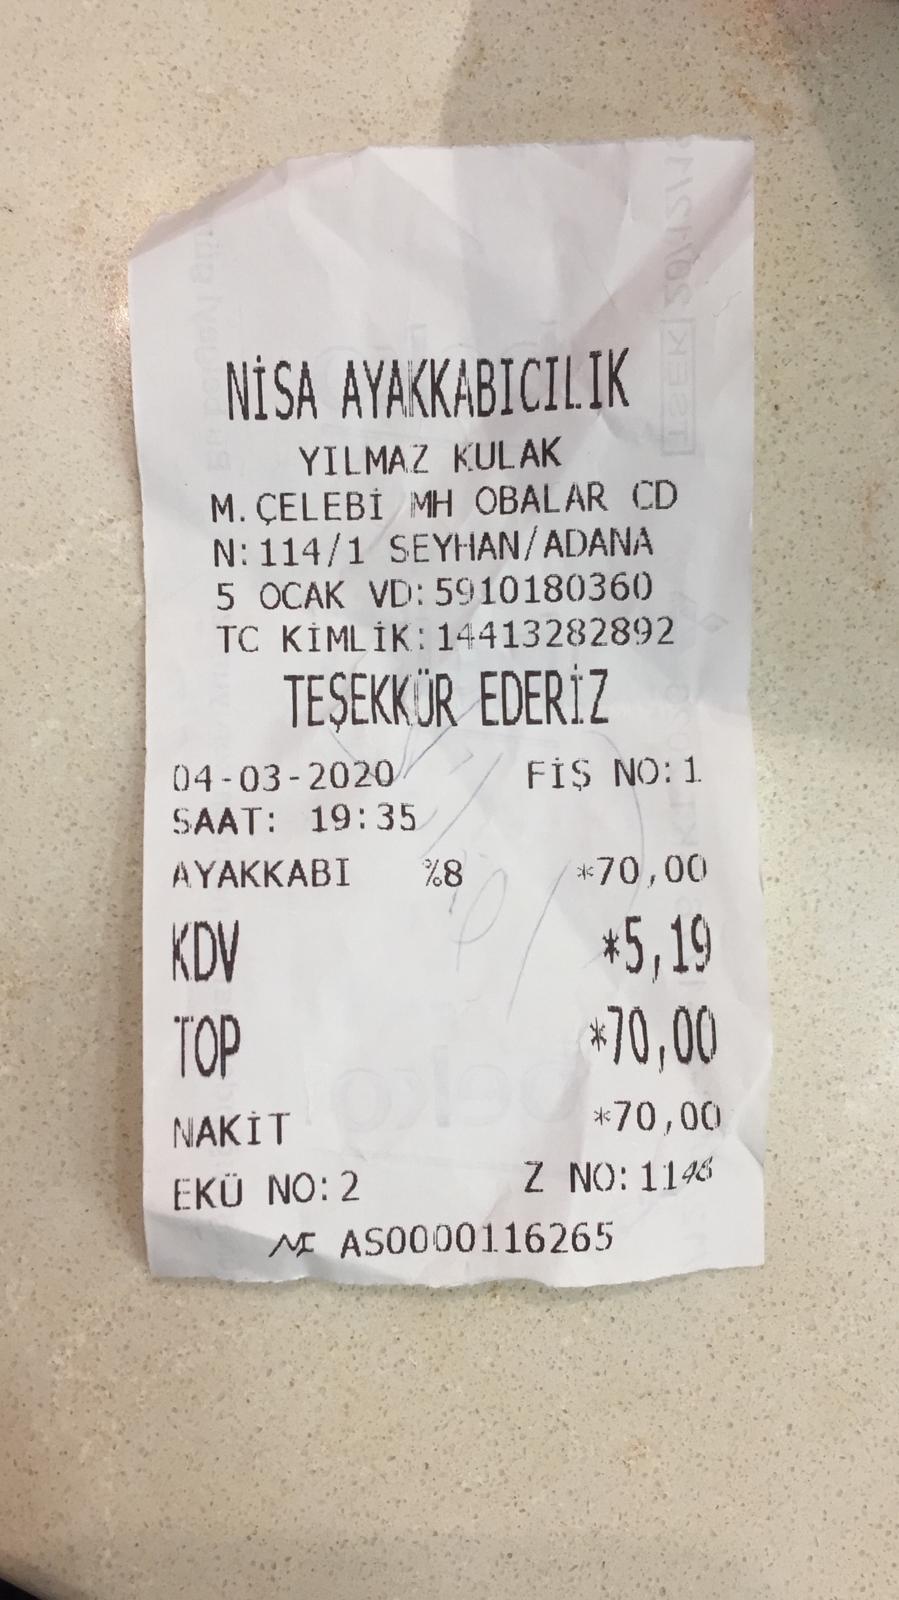 NİSA AYAKKABICILIK
YILMAZ KULAK
M.ÇELEBİ MH OBALAR CD
N:114/1 SEYHAN/ADANA
5 OCAK VD:5910180360
TC KİMLİK:14413282892
TEŞEKKÜR EDERİZ
04-03-2020 FİŞ NO:1
SAAT: 19:35
AYAKKABI %8 *70,00
KDV *5,19
TOP *70,00
NAKİT *70,00
EKÜ NO:2 Z NO:1148
AS0000116265